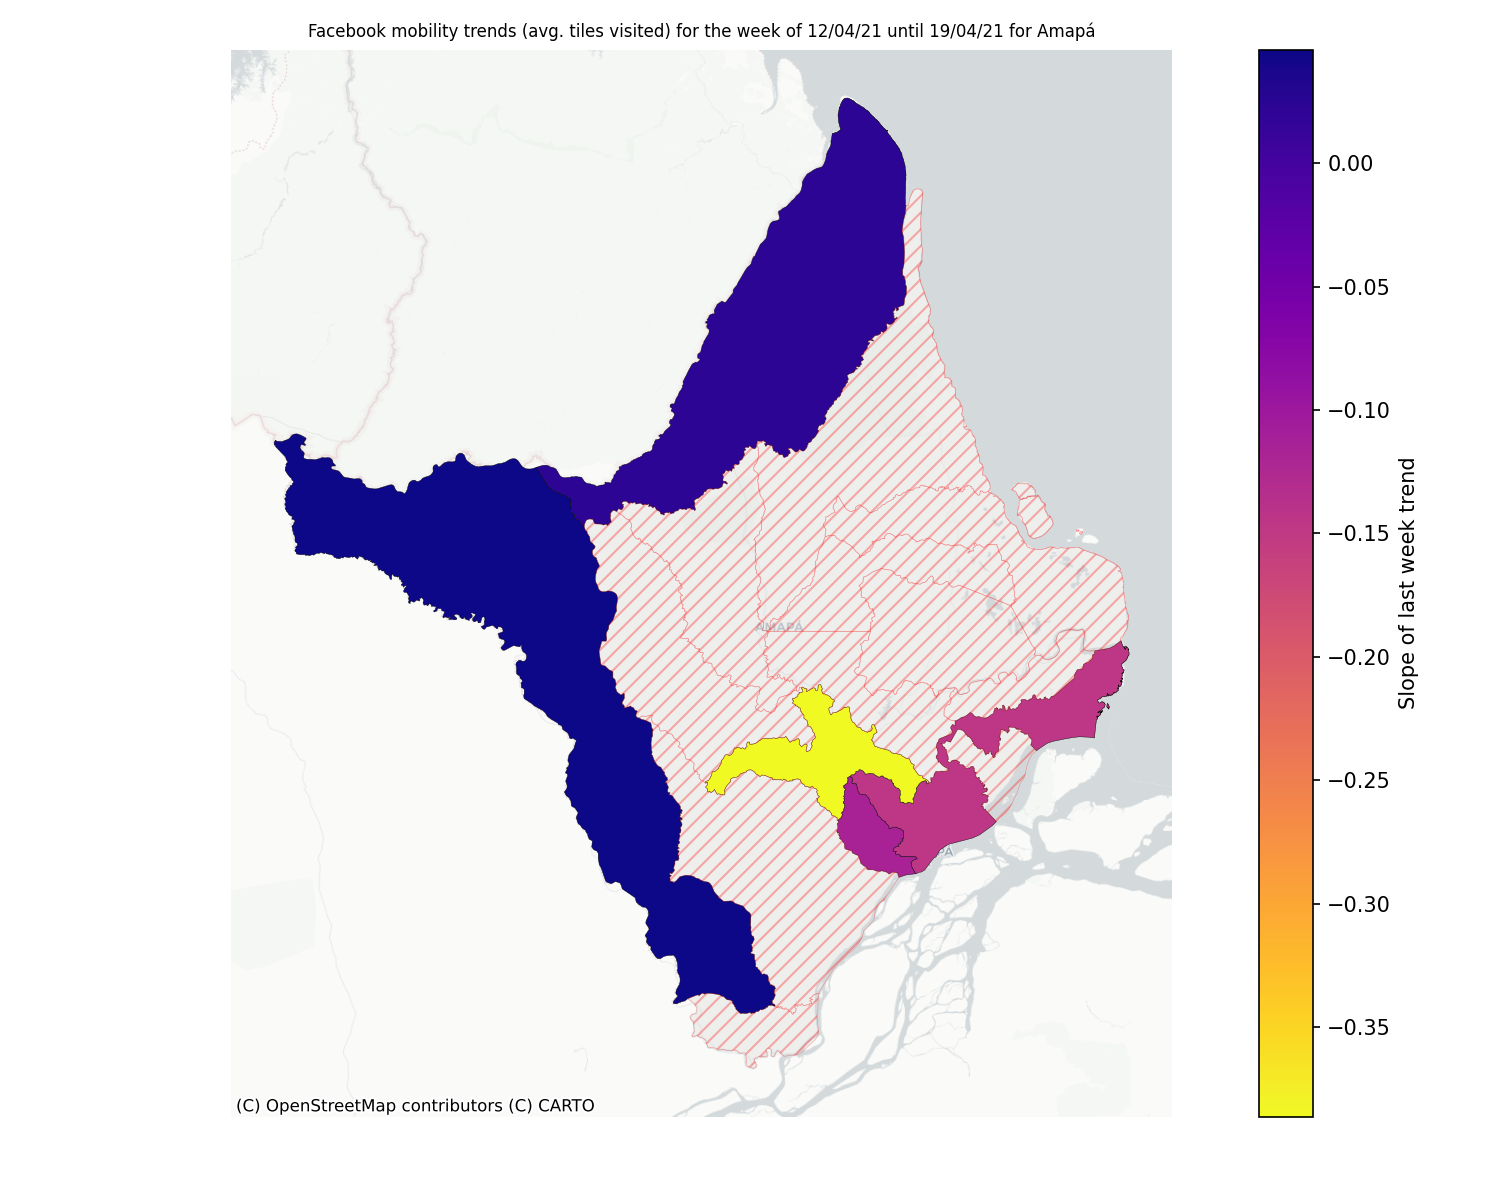 Facebook mobility trends (avg. tiles visited) for the week of 12/04/21 until 19/04/21 for Amapá
0.00
−0.05
−0.10
−0.15
−0.20
−0.25
−0.30
−0.35
Slope of last week trend
AMAPÁ
(C) OpenStreetMap contributors (C) CARTO